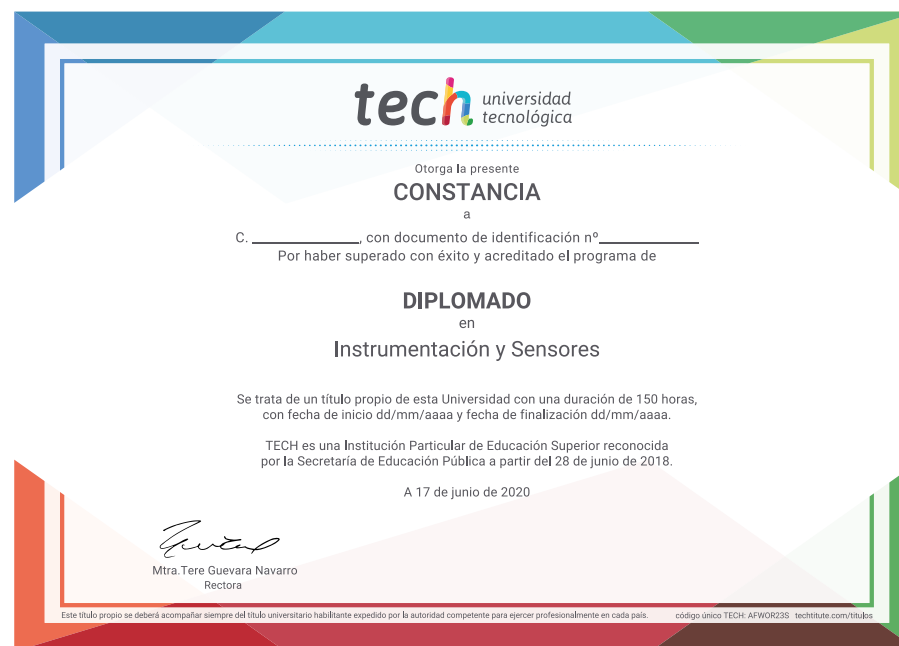 tech universidad
tecnológica
Otorga la presente
CONSTANCIA
a
C. ____________, con documento de identificación nº____________
Por haber superado con éxito y acreditado el programa de
DIPLOMADO
en
Instrumentación y Sensores
Se trata de un título propio de esta Universidad con una duración de 150 horas,
con fecha de inicio dd/mm/aaaa y fecha de finalización dd/mm/aaaa.
TECH es una Institución Particular de Educación Superior reconocida
por la Secretaría de Educación Pública a partir del 28 de junio de 2018.
A 17 de junio de 2020
Mtra.Tere Guevara Navarro
Rectora
Este título propio se deberá acompañar siempre del título universitario habilitante expedido por la autoridad competente para ejercer profesionalmente en cada país. código único TECH: AFWOR23S techtitute.com/titulos